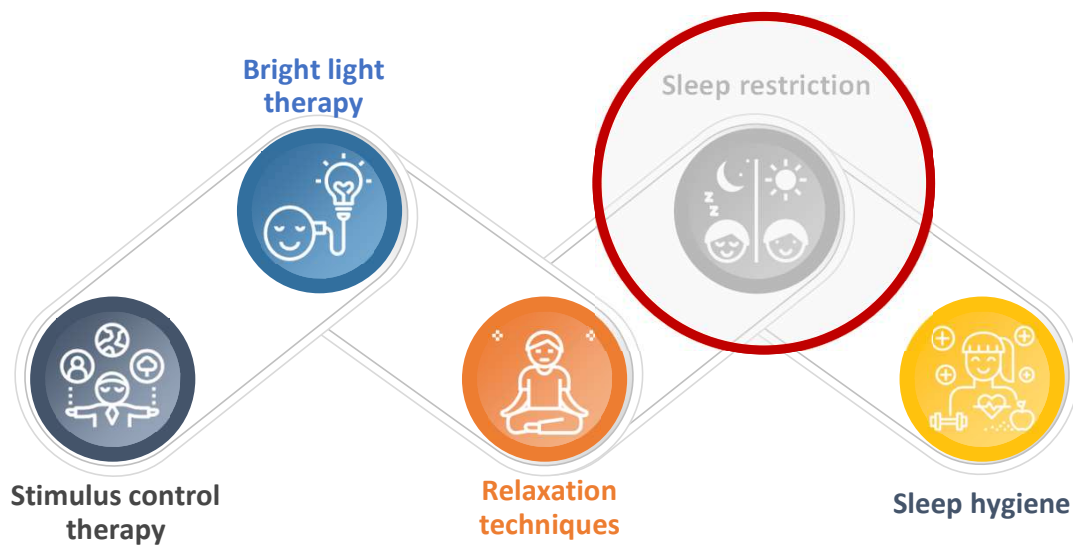 Bright light
therapy
Sleep restriction
Stimulus control
therapy
Relaxation
techniques
Sleep hygiene